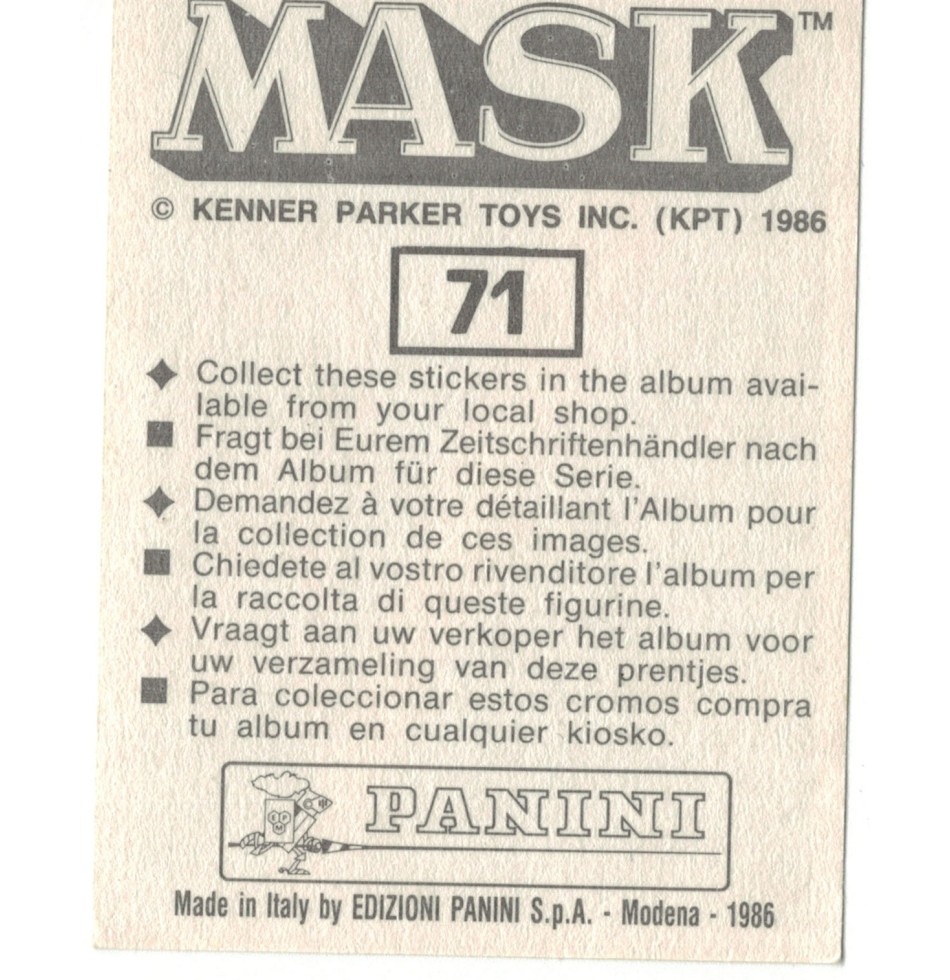 MASK™
© KENNER PARKER TOYS INC. (KPT) 1986
71
Collect these stickers in the album avai-
lable from your local shop.
Fragt bei Eurem Zeitschriftenhändler nach
dem Album für diese Serie.
Demandez à votre détaillant l'Album pour
la collection de ces images.
Chiedete al vostro rivenditore l'album per
la raccolta di queste figurine.
Vraagt aan uw verkoper het album voor
uw verzameling van deze prentjes.
Para coleccionar estos cromos compra
tu album en cualquier kiosko.
PANINI
Made in Italy by EDIZIONI PANINI S.p.A. - Modena - 1986